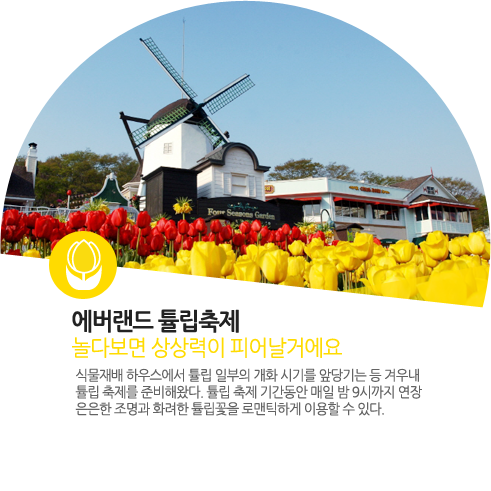 Four Seasons Garden
에버랜드 튤립축제
놀다보면 상상력이 피어날거에요
식물재배 하우스에서 튤립 일부의 개화 시기를 앞당기는 등 겨우내
튤립 축제를 준비해왔다. 튤립 축제 기간동안 매일 밤 9시까지 연장
은은한 조명과 화려한 튤립꽃을 로맨틱하게 이용할 수 있다.